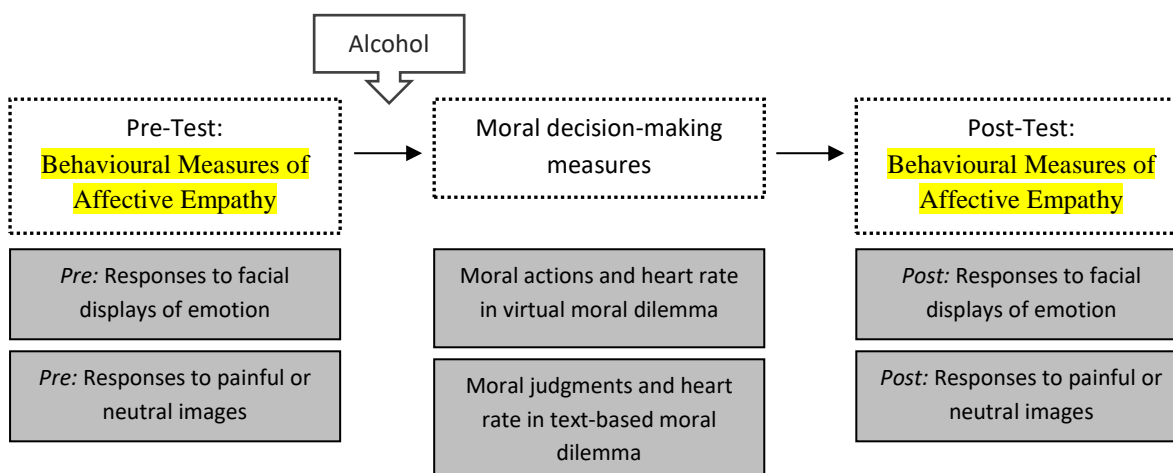 Alcohol
Pre-Test:
Behavioural Measures of
Affective Empathy
Moral decision-making
measures
Post-Test:
Behavioural Measures of
Affective Empathy
Pre: Responses to facial
displays of emotion
Moral actions and heart rate
in virtual moral dilemma
Post: Responses to facial
displays of emotion
Pre: Responses to painful or
neutral images
Moral judgments and heart
rate in text-based moral
dilemma
Post: Responses to painful or
neutral images